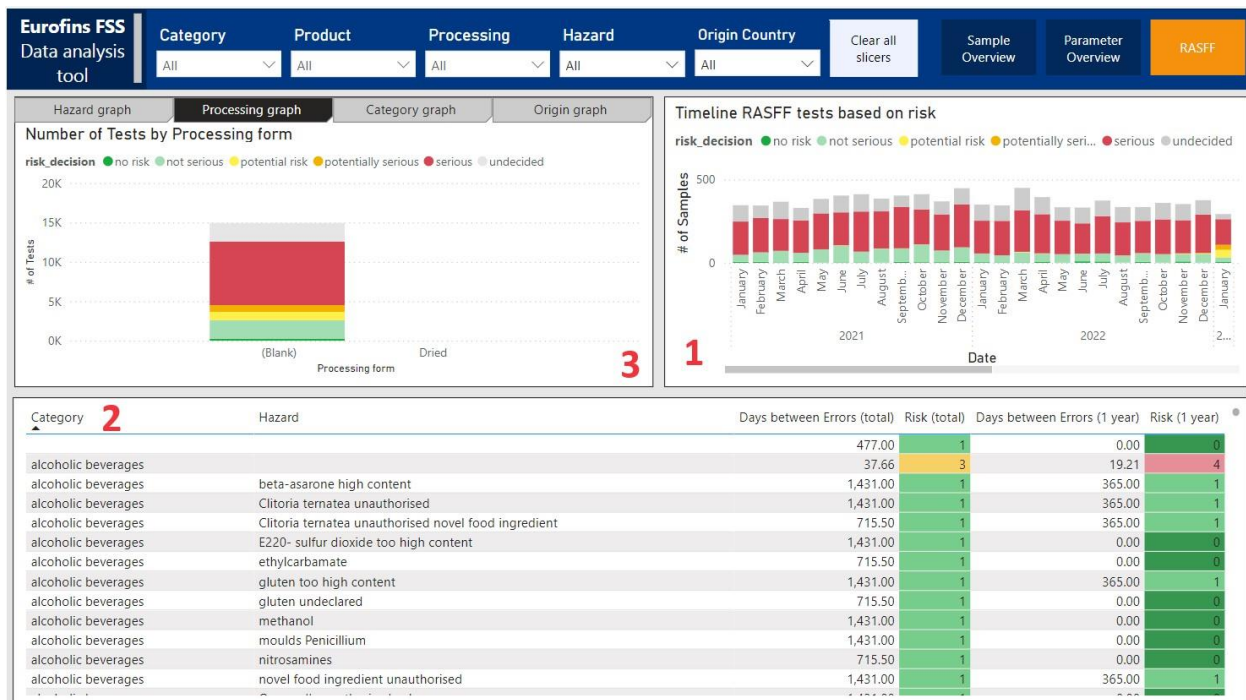 Eurofins FSS
Data analysis
tool
Category
All
Product
All
Processing
All
Hazard
All
Origin Country
All
Clear all
slicers
Sample
Overview
Parameter
Overview
RASFF
Hazard graph
Processing graph
Category graph
Origin graph
Number of Tests by Processing form
risk_decision no risk not serious potential risk potentially serious serious undecided
20K
15K
10K
5K
0K
# of Tests
(Blank)
Dried
Processing form
3
Timeline RASFF tests based on risk
risk_decision no risk not serious potential risk potentially seri... serious undecided
500
0
# of Samples
January
February
March
April
May
June
July
August
Septemb...
October
November
December
January
February
March
April
May
June
July
August
Septemb...
October
November
December
January
2021
2022
2...
Date
1
2
Category Hazard Days between Errors (total) Risk (total) Days between Errors (1 year) Risk (1 year)
477.00 1 0.00 0
alcoholic beverages 37.66 3 19.21 4
alcoholic beverages beta-asarone high content 1,431.00 1 365.00 1
alcoholic beverages Clitoria ternatea unauthorised 1,431.00 1 365.00 1
alcoholic beverages Clitoria ternatea unauthorised novel food ingredient 715.50 1 365.00 1
alcoholic beverages E220- sulfur dioxide too high content 1,431.00 1 0.00 0
alcoholic beverages ethylcarbamate 715.50 1 0.00 0
alcoholic beverages gluten too high content 1,431.00 1 365.00 1
alcoholic beverages gluten undeclared 715.50 1 0.00 0
alcoholic beverages methanol 1,431.00 1 0.00 0
alcoholic beverages moulds Penicillium 1,431.00 1 0.00 0
alcoholic beverages nitrosamines 715.50 1 0.00 0
alcoholic beverages novel food ingredient unauthorised 1,431.00 1 365.00 1